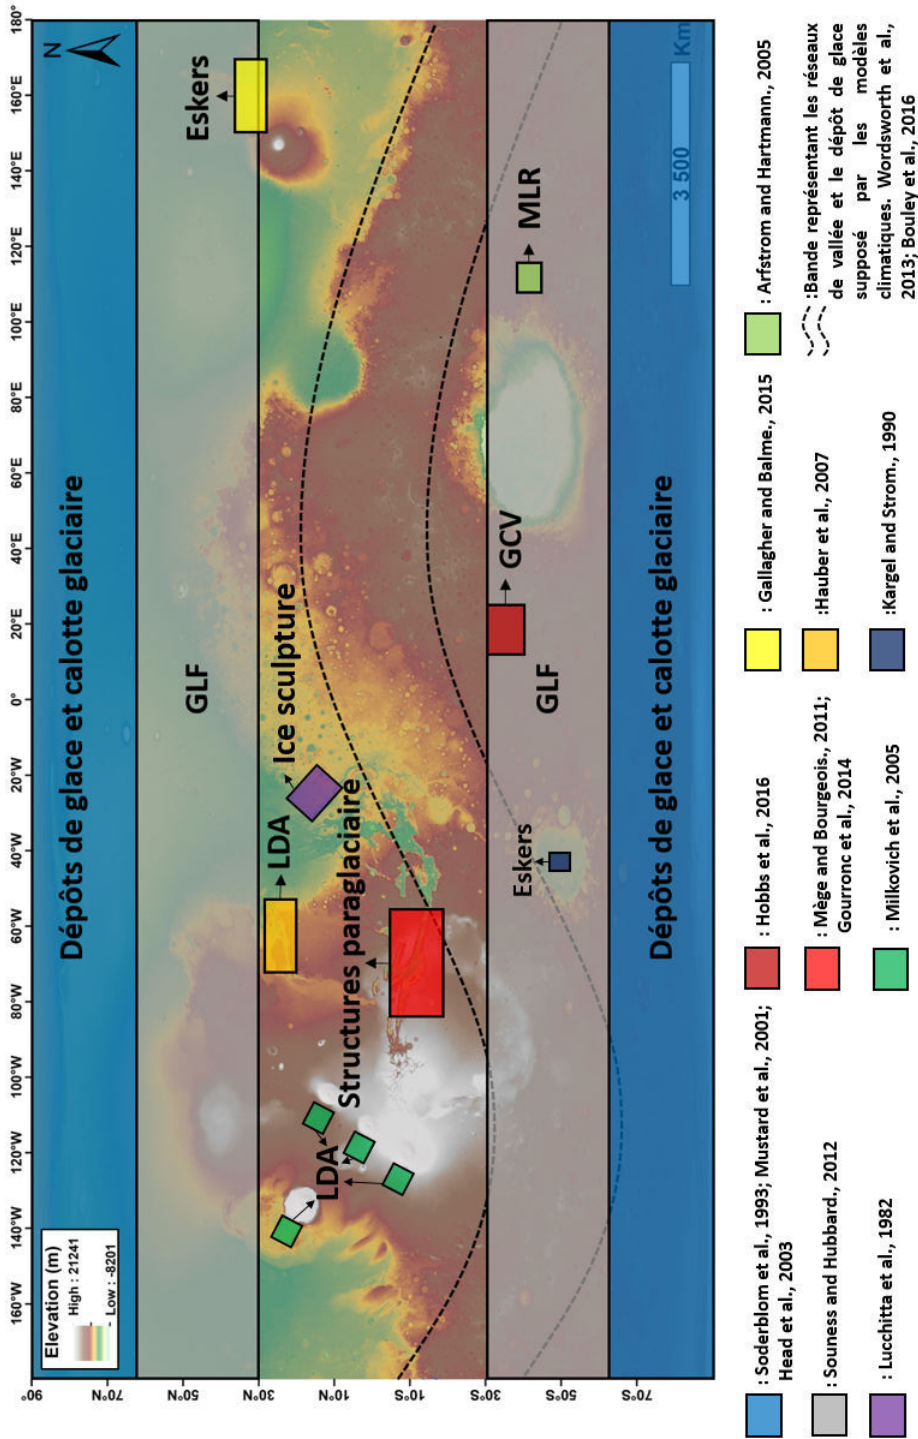 180°
160°E
140°E
120°E
100°E
80°E
60°E
40°E
20°E
0°
20°W
40°W
60°W
80°W
100°W
120°W
140°W
160°W
90°
70°N
50°N
30°N
10°N
10°S
30°S
50°S
70°S
N
Elevation (m)
High : 21241
Low : -8201
Dépôts de glace et calotte glaciaire
GLF
Eskers
Ice sculpture
LDA
Structures paraglaciaire
LDA
MLR
GCV
GLF
Eskers
3 500 Km
Dépôts de glace et calotte glaciaire
: Soderblom et al., 1993; Mustard et al., 2001;
Head et al., 2003
: Souness and Hubbard., 2012
: Lucchitta et al., 1982
: Hobbs et al., 2016
: Mège and Bourgeois., 2011;
Gourronc et al., 2014
: Milkovich et al., 2005
: Gallagher and Balme., 2015
:Hauber et al., 2007
:Kargel and Strom., 1990
: Arfstrom and Hartmann., 2005
:Bande représentant les réseaux
de vallée et le dépôt de glace
supposé par les modèles
climatiques. Wordsworth et al.,
2013; Bouley et al., 2016